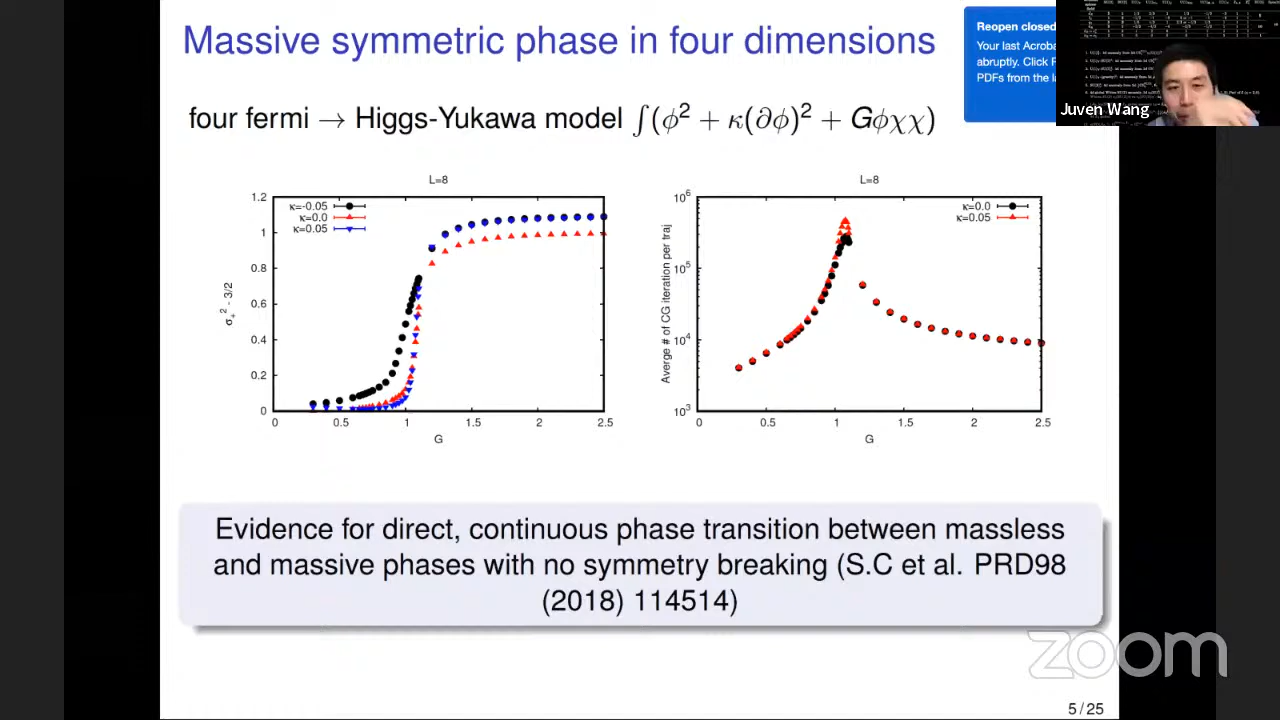 Massive symmetric phase in four dimensions
Reopen closed
Your last Acroba
abruptly. Click
PDFs from the la
Juven Wang
four fermi → Higgs-Yukawa model ∫(ϕ² + κ(∂ϕ)² + Gϕχχ)
L=8
κ=-0.05
κ=0.0
κ=0.05
1.2
1
0.8
0.6
0.4
0.2
0
σ₊² - 3/2
0 0.5 1 1.5 2 2.5
G
L=8
κ=0.0
κ=0.05
10⁶
10⁵
10⁴
10³
Averge # of CG iteration per traj
0 0.5 1 1.5 2 2.5
G
Evidence for direct, continuous phase transition between massless
and massive phases with no symmetry breaking (S.C et al. PRD98
(2018) 114514)
zoom
5 / 25